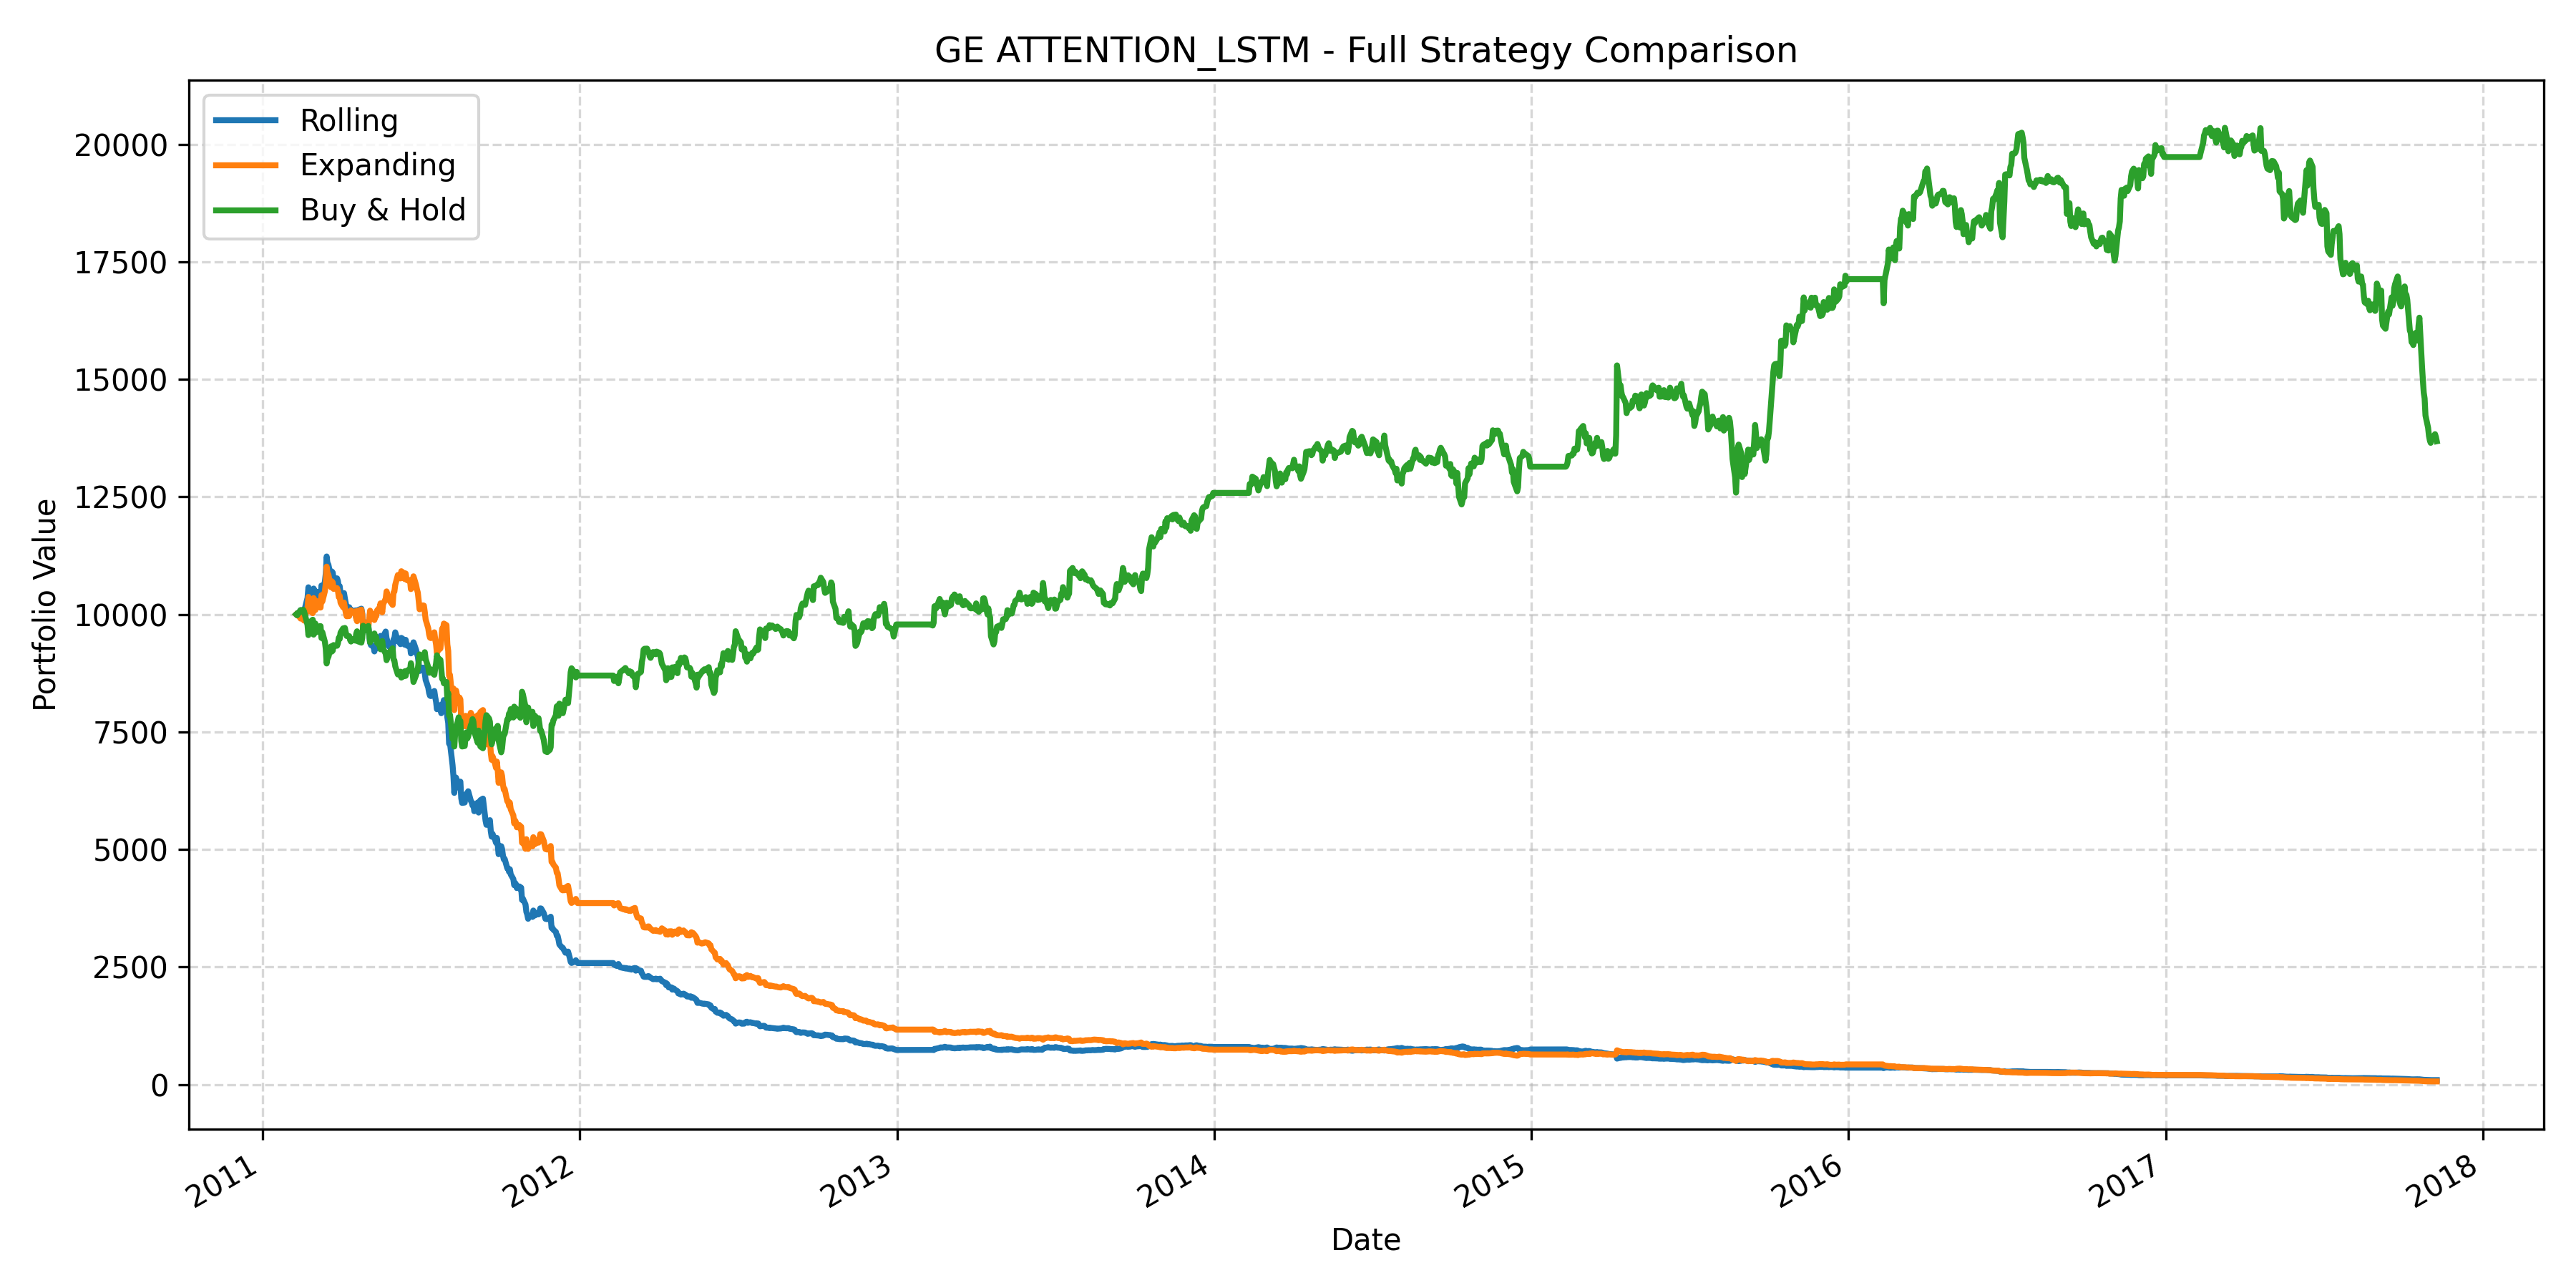 GE ATTENTION_LSTM - Full Strategy Comparison
Rolling
Expanding
Buy & Hold
20000
17500
15000
12500
10000
7500
5000
2500
0
Portfolio Value
2011
2012
2013
2014
2015
2016
2017
2018
Date